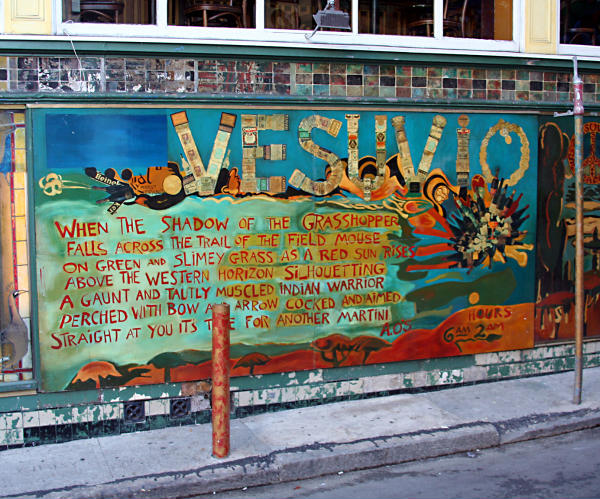 VESUViO
WHEN THE SHADOW OF THE GRASSHOPPER
FALLS ACROSS THE TRAIL OF THE FIELD MOUSE
ON GREEN AND SLIMEY GRASS AS A RED SUN RISES
ABOVE THE WESTERN HORIZON SILHOUETTING
A GAUNT AND TAUTLY MUSCLED INDIAN WARRIOR
PERCHED WITH BOW AND ARROW COCKED AND AIMED
STRAIGHT AT YOU ITS TIME FOR ANOTHER MARTINI
HOURS
6AM 2AM